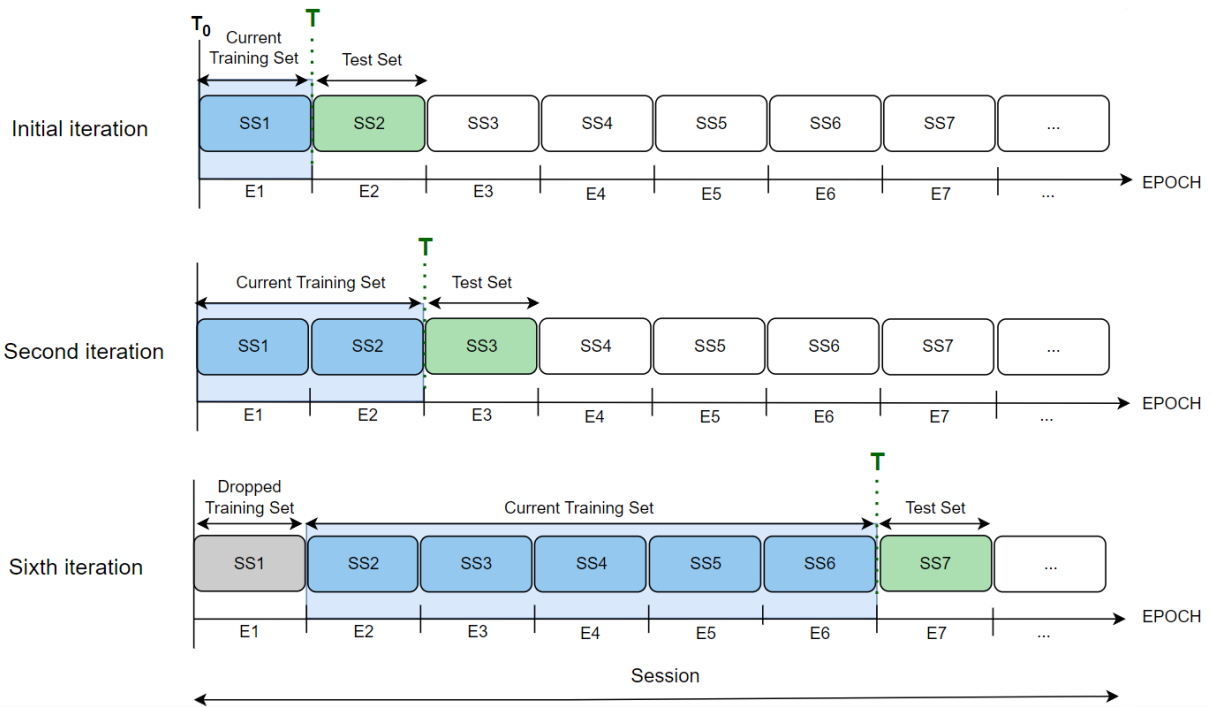 T0
T
Current
Training Set
Test Set
Initial iteration
SS1 SS2 SS3 SS4 SS5 SS6 SS7 ...
E1 E2 E3 E4 E5 E6 E7 ...
EPOCH
T
Current Training Set
Test Set
Second iteration
SS1 SS2 SS3 SS4 SS5 SS6 SS7 ...
E1 E2 E3 E4 E5 E6 E7 ...
EPOCH
T
Dropped
Training Set
Current Training Set
Test Set
Sixth iteration
SS1 SS2 SS3 SS4 SS5 SS6 SS7 ...
E1 E2 E3 E4 E5 E6 E7 ...
EPOCH
Session